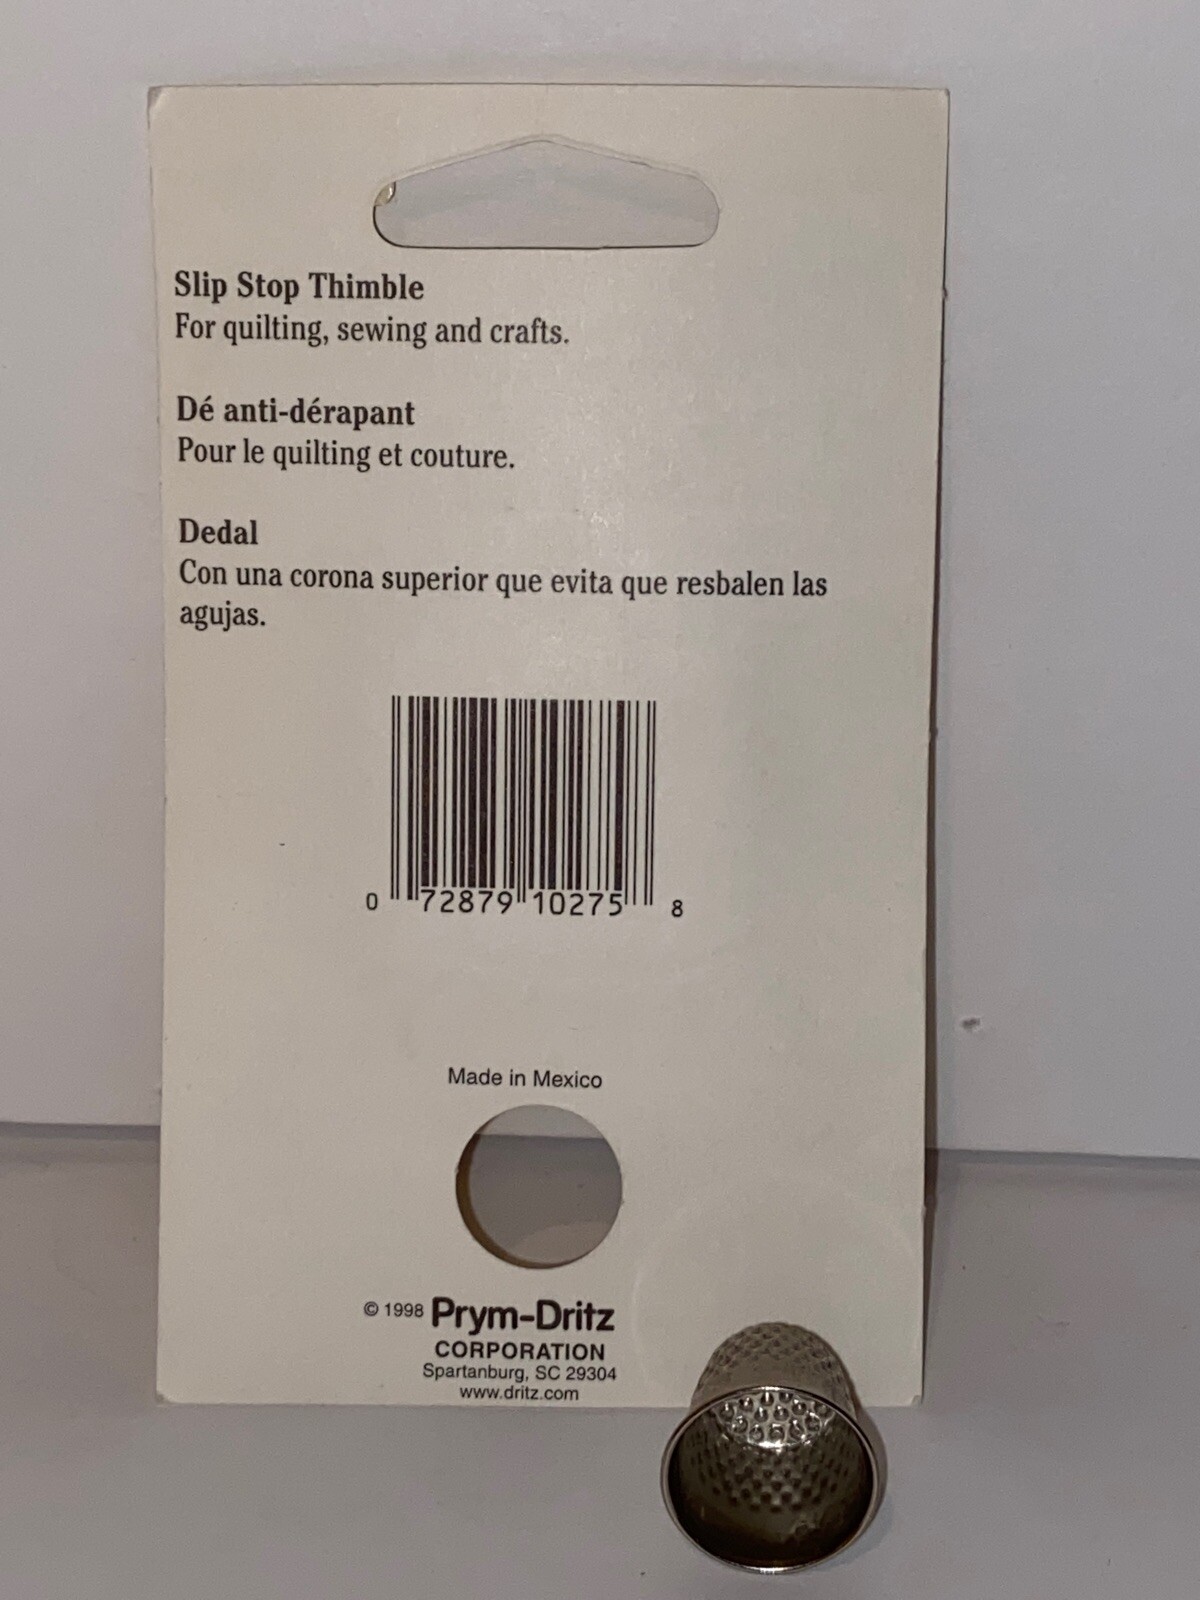 Slip Stop Thimble
For quilting, sewing and crafts.
Dé anti-dérapant
Pour le quilting et couture.
Dedal
Con una corona superior que evita que resbalen las
agujas.
0 72879 10275 8
Made in Mexico
© 1998 Prym-Dritz
CORPORATION
Spartanburg, SC 29304
www.dritz.com